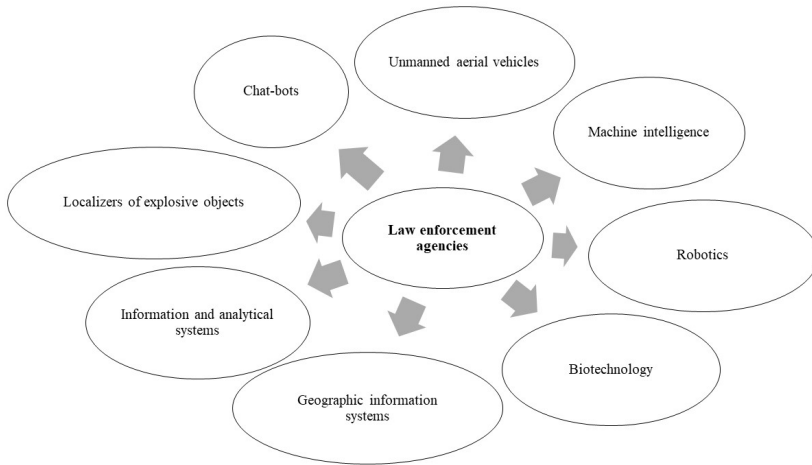 Unmanned aerial vehicles
Chat-bots
Machine intelligence
Localizers of explosive objects
Law enforcement
agencies
Robotics
Information and analytical
systems
Biotechnology
Geographic information
systems